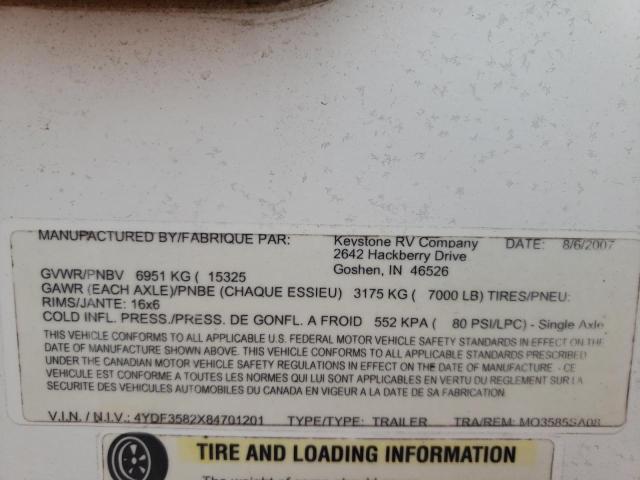 MANUFACTURED BY/FABRIQUE PAR: Keystone RV Company DATE: 8/6/2007
2642 Hackberry Drive
GVWR/PNBV 6951 KG ( 15325 Goshen, IN 46526
GAWR (EACH AXLE)/PNBE (CHAQUE ESSIEU) 3175 KG ( 7000 LB) TIRES/PNEU:
RIMS/JANTE: 16x6
COLD INFL. PRESS./PRESS. DE GONFL. A FROID 552 KPA ( 80 PSI/LPC) - Single Axle
THIS VEHICLE CONFORMS TO ALL APPLICABLE U.S. FEDERAL MOTOR VEHICLE SAFETY STANDARDS IN EFFECT ON THE
DATE OF MANUFACTURE SHOWN ABOVE. THIS VEHICLE CONFORMS TO ALL APPLICABLE STANDARDS PRESCRIBED
UNDER THE CANADIAN MOTOR VEHICLE SAFETY REGULATIONS IN EFFECT ON THE DATE OF MANUFACTURE - CE
VEHICULE EST CONFORME A TOUTES LES NORMES QUI LUI SONT APPLICABLES EN VERTU DU REGLEMENT SUR LA
SECURITE DES VEHICULES AUTOMOBILES DU CANADA EN VIGEUR A LA DATE DE SA FABRICATION
V.I.N. / N.I.V.: 4YDF3582X84701201 TYPE/TYPE: TRAILER TRA/REM: MO3585SA08
TIRE AND LOADING INFORMATION